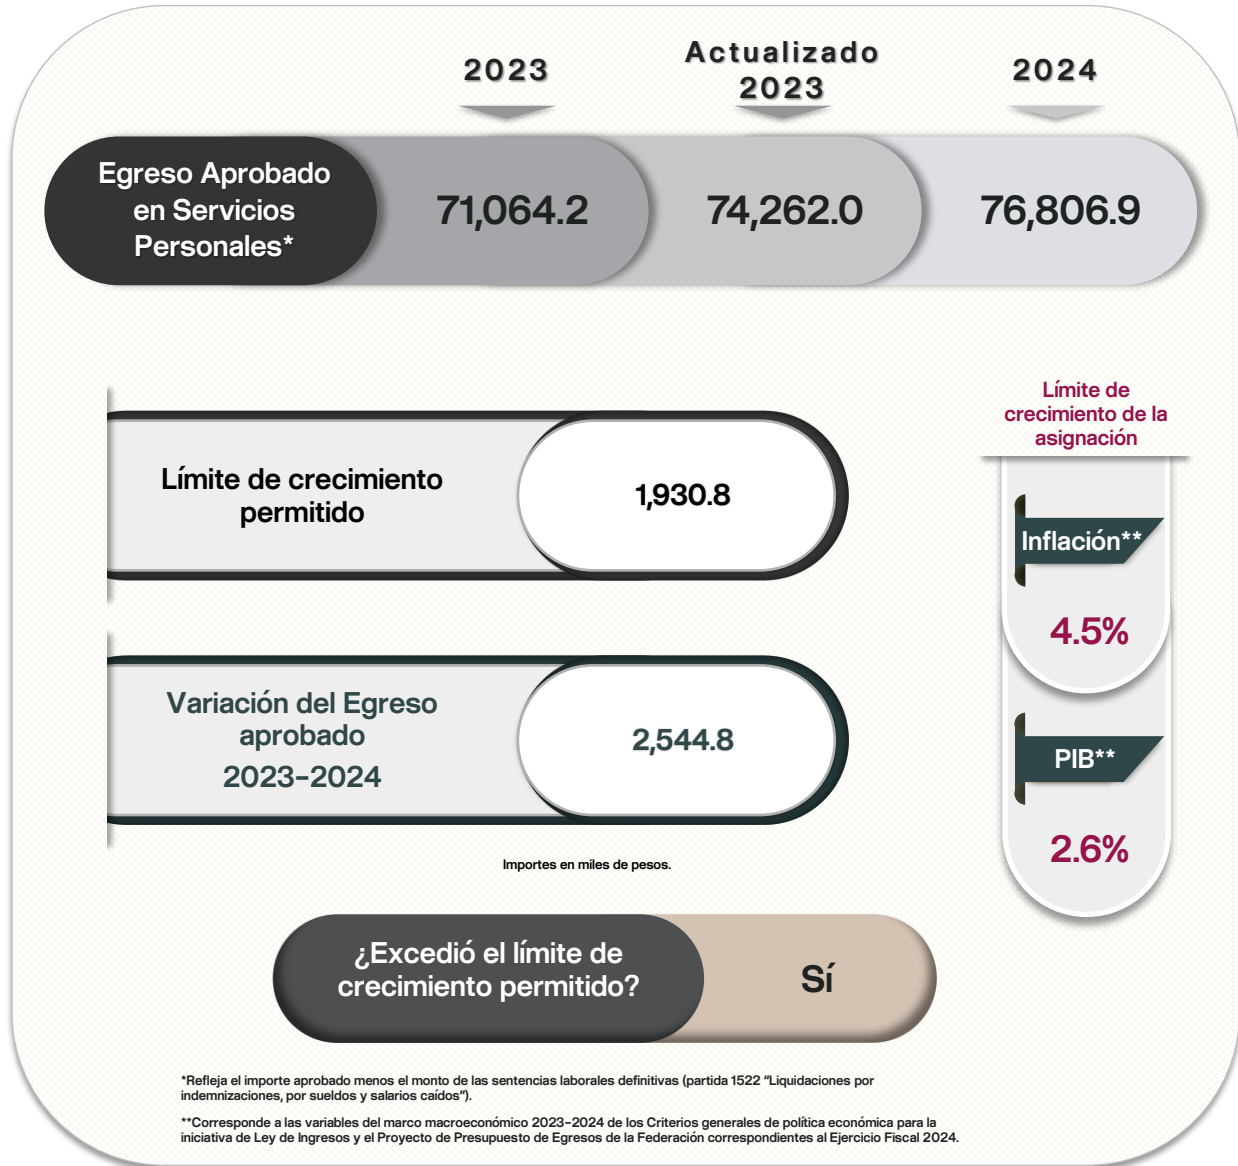 2023
Actualizado
2023
2024
Egreso Aprobado
en Servicios
Personales*
71,064.2
74,262.0
76,806.9
Límite de crecimiento
permitido
1,930.8
Variación del Egreso
aprobado
2023-2024
2,544.8
Límite de
crecimiento de la
asignación
Inflación**
4.5%
PIB**
2.6%
Importes en miles de pesos.
¿Excedió el límite de
crecimiento permitido?
Sí
*Refleja el importe aprobado menos el monto de las sentencias laborales definitivas (partida 1522 "Liquidaciones por
indemnizaciones, por sueldos y salarios caídos").
**Corresponde a las variables del marco macroeconómico 2023-2024 de los Criterios generales de política económica para la
iniciativa de Ley de Ingresos y el Proyecto de Presupuesto de Egresos de la Federación correspondientes al Ejercicio Fiscal 2024.